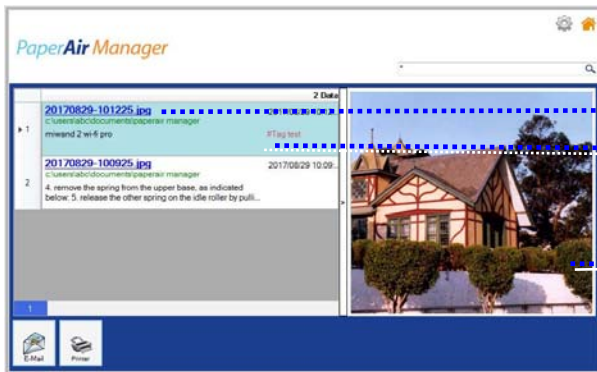 PaperAir Manager
*
2 Data
1
20170829-101225.jpg
c:\users\abc\documents\paperair manager
miwand 2 wi-fi pro
#Tag test
2
20170829-100925.jpg
2017/08/29 10:09:..
c:\users\abc\documents\paperair manager
4. remove the spring from the upper base, as indicated
below: 5. release the other spring on the idle roller by pulli...
>
1
E-Mail
Printer